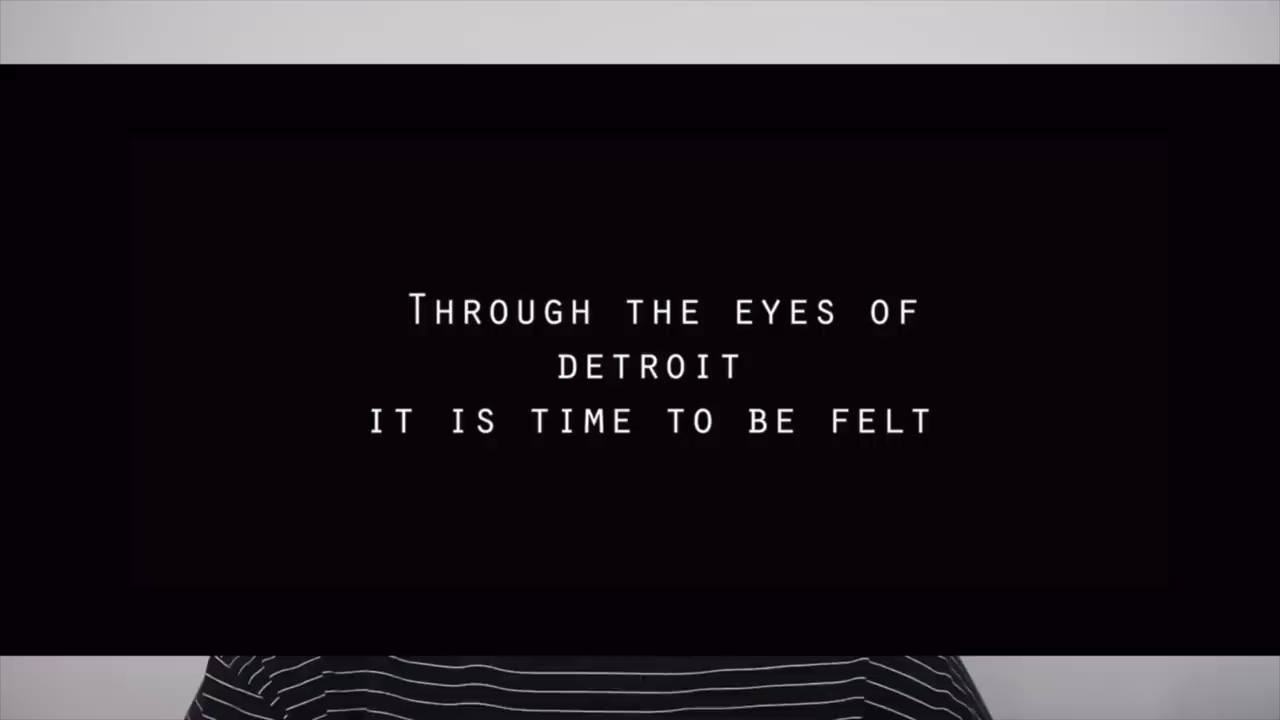 Through the eyes of
Detroit
it is time to be felt